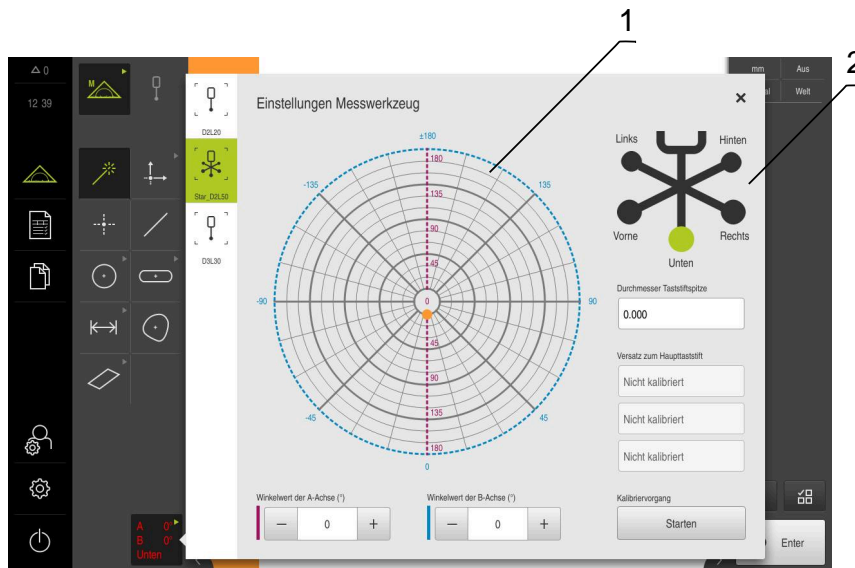 1
2
0
12 39
M
mm
Aus
al
Welt
D2L20
Star_D2L50
D3L30
Einstellungen Messwerkzeug
±180
-135
135
-90
90
-45
45
0
180
135
90
45
0
45
90
135
180
Links
Hinten
Vorne
Rechts
Unten
Durchmesser Taststiftspitze
0.000
Versatz zum Haupttaststift
Nicht kalibriert
Nicht kalibriert
Nicht kalibriert
Winkelwert der A-Achse (°)
Winkelwert der B-Achse (°)
Kalibriervorgang
− 0 +
− 0 +
Starten
A 0°
B 0°
Unten
Enter